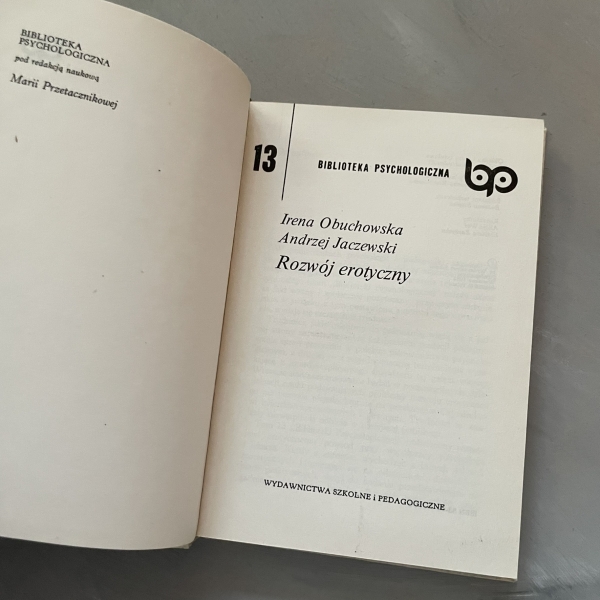 BIBLIOTEKA
PSYCHOLOGICZNA
pod redakcją naukową
Marii Przetacznikowej
13
BIBLIOTEKA PSYCHOLOGICZNA
bp
Irena Obuchowska
Andrzej Jaczewski
Rozwój erotyczny
WYDAWNICTWA SZKOLNE i PEDAGOGICZNE